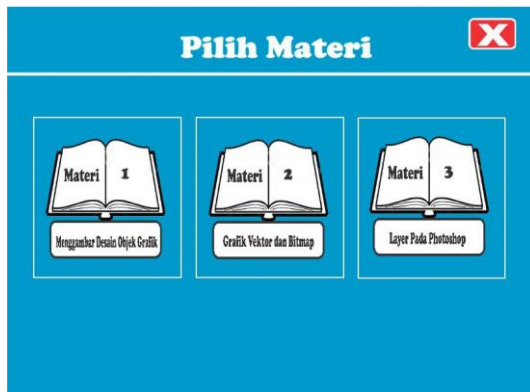 Pilih Materi
X
Materi 1
Materi 2
Materi 3
Menggambar Desain Objek Grafik
Grafik Vektor dan Bitmap
Layer Pada Photoshop